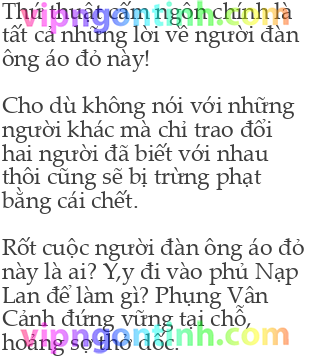 Thứ thuật cấm ngôn chính là
vipngontinh.com
tất cả những lời về người đàn
ông áo đỏ này!
Cho dù không nói với những
người khác mà chỉ trao đổi
hai người đã biết với nhau
thôi cũng sẽ bị trừng phạt
bằng cái chết.
Rốt cuộc người đàn ông áo đỏ
này là ai? Y,y đi vào phủ Nạp
Lan để làm gì? Phụng Vân
Cảnh đứng vững tại chỗ,
vipngontinh.com
hoảng sợ thở dốc.